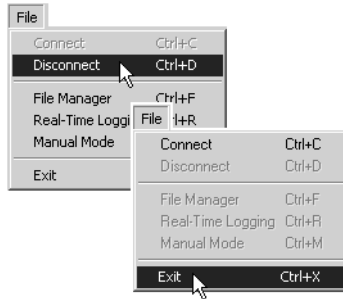 File
Connect Ctrl+C
Disconnect Ctrl+D
File Manager Ctrl+F
Real-Time Loggi
Manual Mode
Exit
File
Connect Ctrl+C
Disconnect Ctrl+D
File Manager Ctrl+F
Real-Time Logging Ctrl+R
Manual Mode Ctrl+M
Exit Ctrl+X